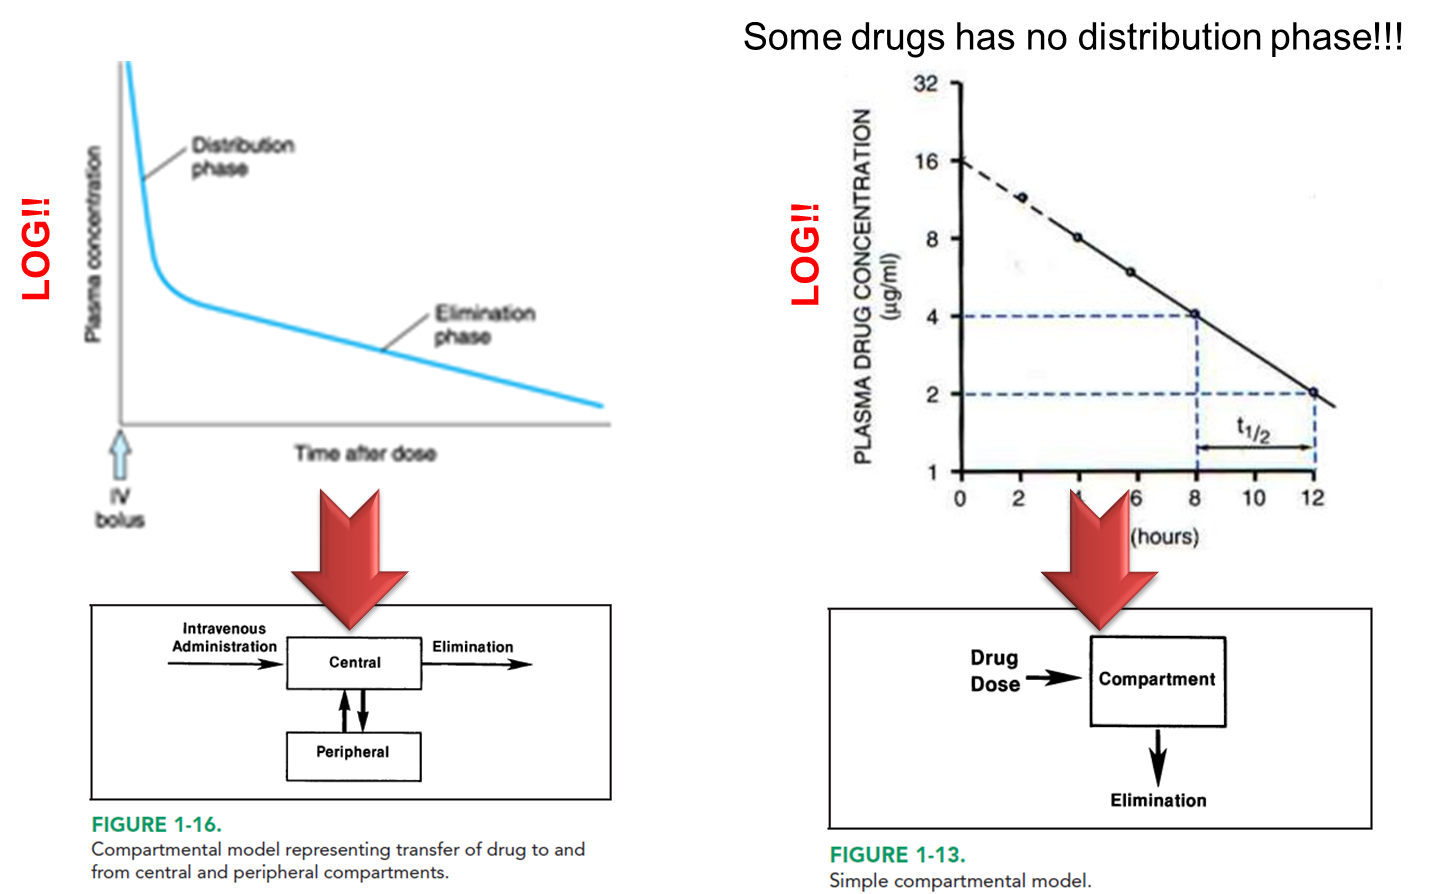 Some drugs has no distribution phase!!!
LOG!!
Plasma concentration
Distribution
phase
Elimination
phase
Time after dose
IV
bolus
Intravenous
Administration
Central
Elimination
Peripheral
FIGURE 1-16.
Compartmental model representing transfer of drug to and
from central and peripheral compartments.
LOG!!
PLASMA DRUG CONCENTRATION
(µg/ml)
32
16
8
4
2
1
t1/2
0 2 4 6 8 10 12
(hours)
Drug
Dose
Compartment
Elimination
FIGURE 1-13.
Simple compartmental model.